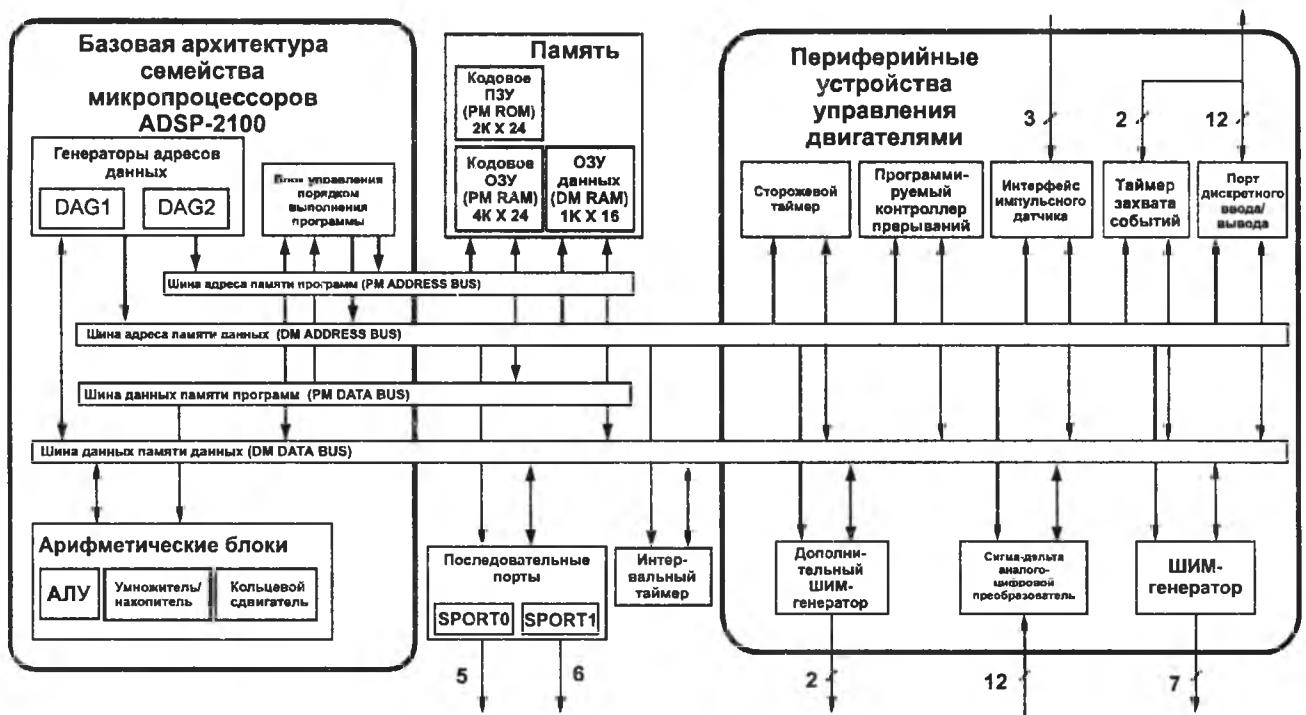 Базовая архитектура
семейства
микропроцессоров
ADSP-2100
Генераторы адресов
данных
DAG1
DAG2
Блок управления
порядком
выполнения
программы
Память
Кодовое
ПЗУ
(PM ROM)
2К X 24
Кодовое
ОЗУ
(PM RAM)
4К X 24
ОЗУ
данных
(DM RAM)
1К X 16
Периферийные
устройства
управления
двигателями
3
2
12
Сторожевой
таймер
Программи-
руемый
контроллер
прерываний
Интерфейс
импульсного
датчика
Таймер
захвата
событий
Порт
дискретного
ввода/
вывода
Шина адреса памяти программ (PM ADDRESS BUS)
Шина адреса памяти данных (DM ADDRESS BUS)
Шина данных памяти программ (PM DATA BUS)
Шина данных памяти данных (DM DATA BUS)
Арифметические блоки
АЛУ
Умножитель/
накопитель
Кольцевой
сдвигатель
Последовательные
порты
SPORT0
SPORT1
5
6
Интер-
вальный
таймер
Дополни-
тельный
ШИМ-
генератор
2
Сигма-дельта
аналого-
цифровой
преобразователь
12
ШИМ-
генератор
7